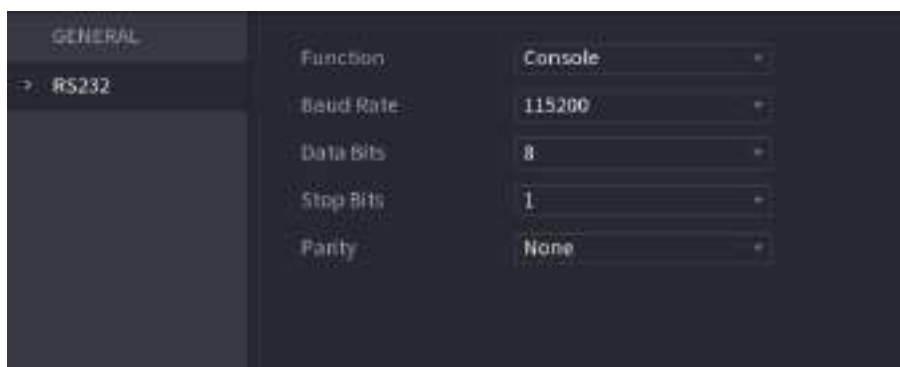 GENERAL
RS232
Function Console
Baud Rate 115200
Data Bits 8
Stop Bits 1
Parity None